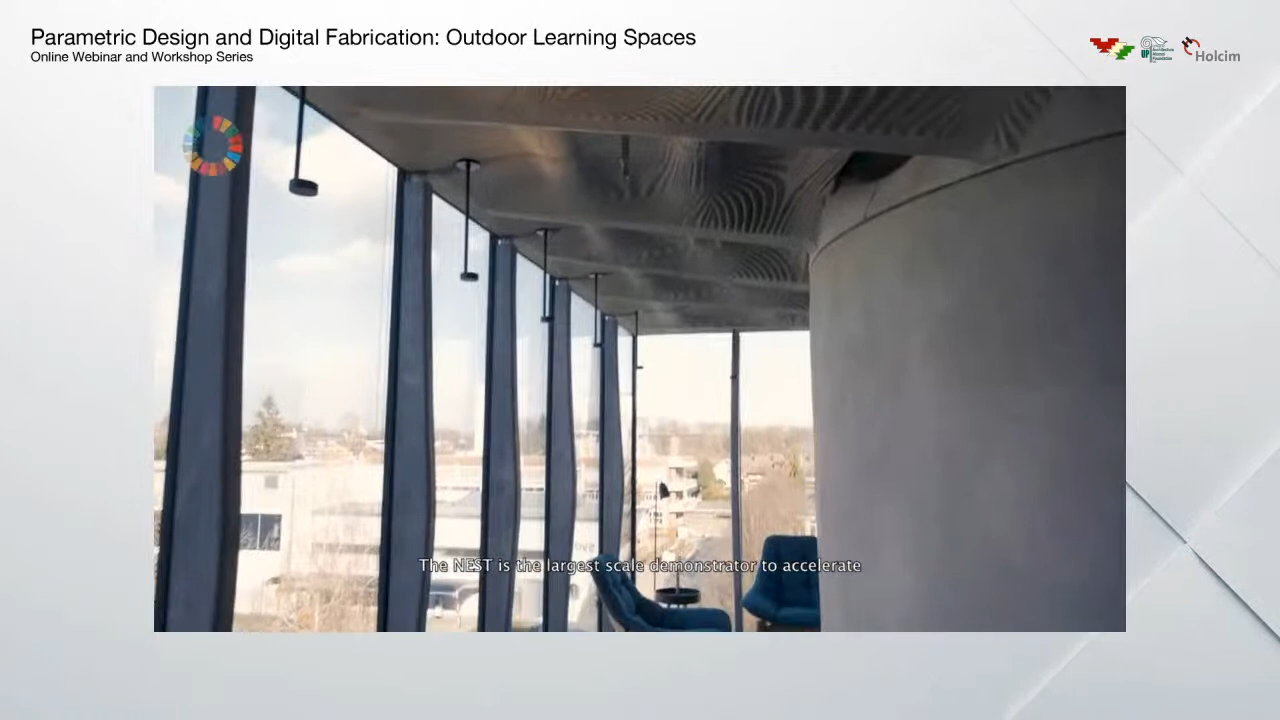 Parametric Design and Digital Fabrication: Outdoor Learning Spaces
Online Webinar and Workshop Series
UP
Holcim
The NEST is the largest scale demonstrator to accelerate